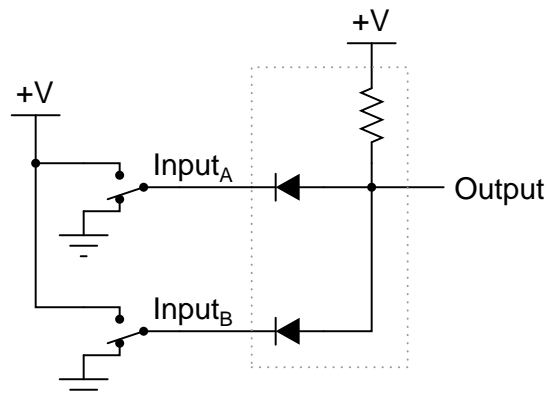 +V
+V
Input_A
Output
Input_B